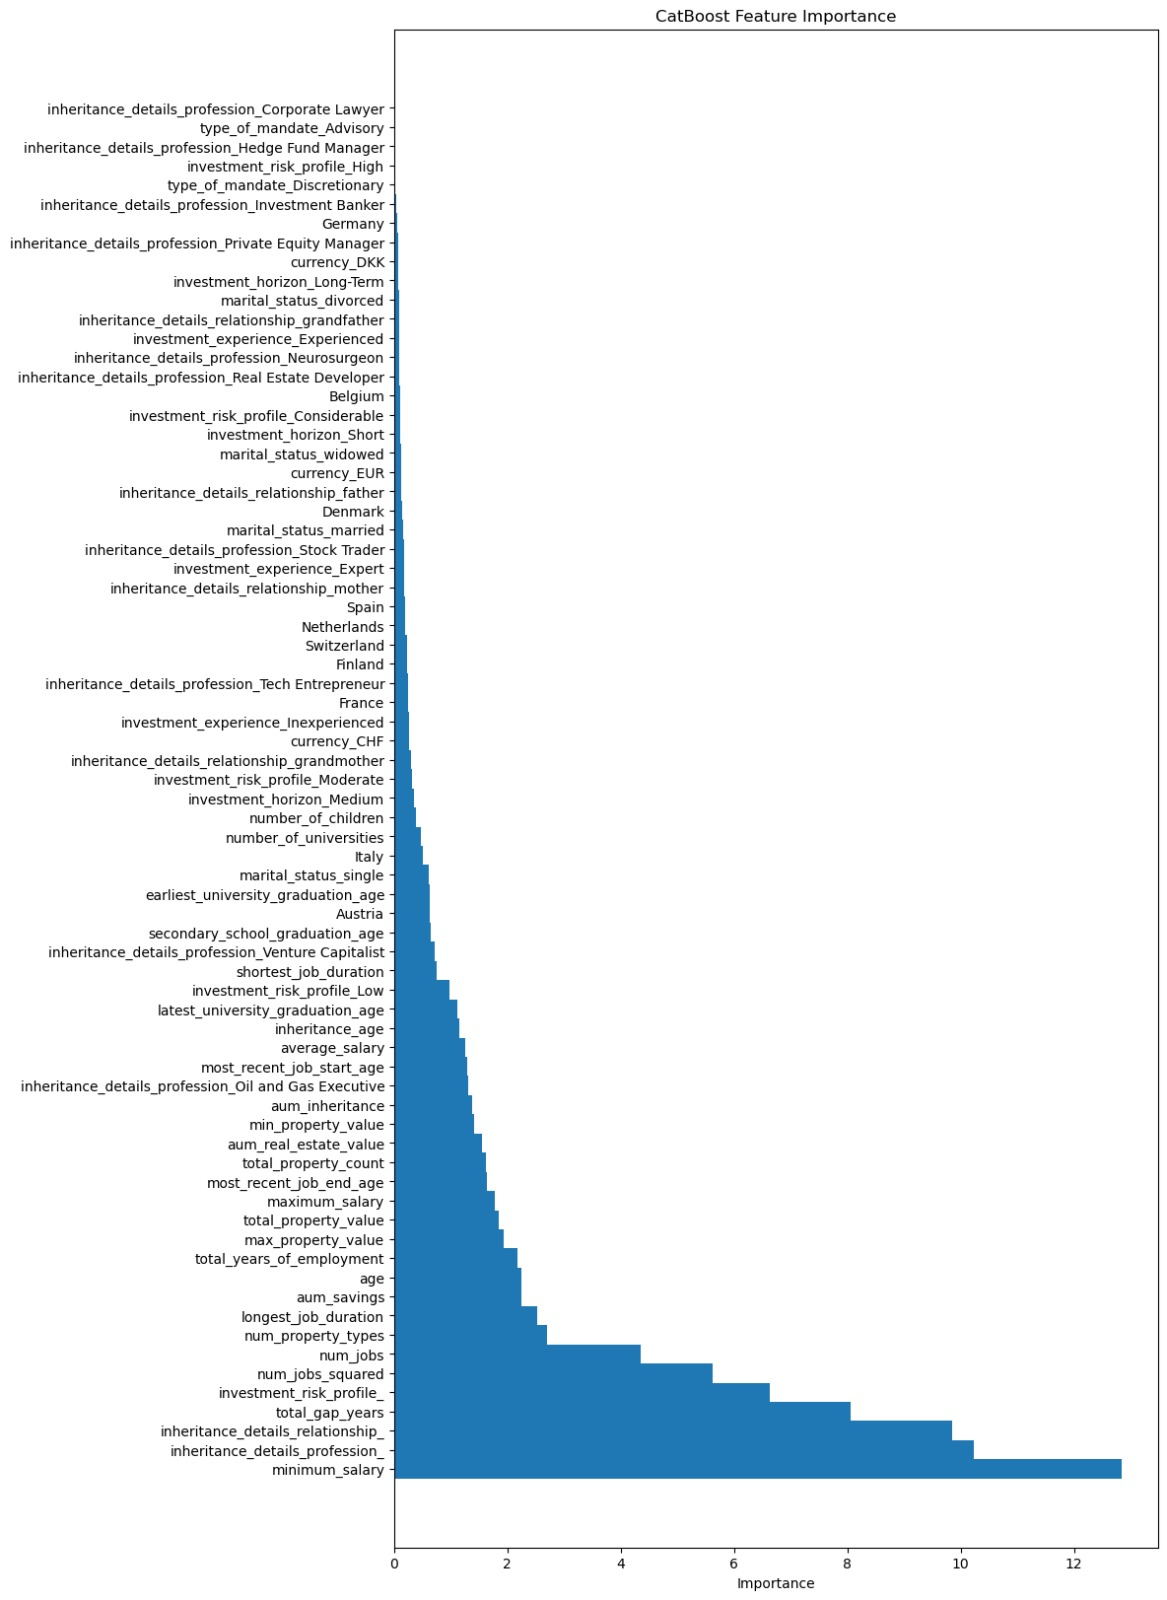 CatBoost Feature Importance
inheritance_details_profession_Corporate Lawyer
type_of_mandate_Advisory
inheritance_details_profession_Hedge Fund Manager
investment_risk_profile_High
type_of_mandate_Discretionary
inheritance_details_profession_Investment Banker
Germany
inheritance_details_profession_Private Equity Manager
currency_DKK
investment_horizon_Long-Term
marital_status_divorced
inheritance_details_relationship_grandfather
investment_experience_Experienced
inheritance_details_profession_Neurosurgeon
inheritance_details_profession_Real Estate Developer
Belgium
investment_risk_profile_Considerable
investment_horizon_Short
marital_status_widowed
currency_EUR
inheritance_details_relationship_father
Denmark
marital_status_married
inheritance_details_profession_Stock Trader
investment_experience_Expert
inheritance_details_relationship_mother
Spain
Netherlands
Switzerland
Finland
inheritance_details_profession_Tech Entrepreneur
France
investment_experience_Inexperienced
currency_CHF
inheritance_details_relationship_grandmother
investment_risk_profile_Moderate
investment_horizon_Medium
number_of_children
number_of_universities
Italy
marital_status_single
earliest_university_graduation_age
Austria
secondary_school_graduation_age
inheritance_details_profession_Venture Capitalist
shortest_job_duration
investment_risk_profile_Low
latest_university_graduation_age
inheritance_age
average_salary
most_recent_job_start_age
inheritance_details_profession_Oil and Gas Executive
aum_inheritance
min_property_value
aum_real_estate_value
total_property_count
most_recent_job_end_age
maximum_salary
total_property_value
max_property_value
total_years_of_employment
age
aum_savings
longest_job_duration
num_property_types
num_jobs
num_jobs_squared
investment_risk_profile_
total_gap_years
inheritance_details_relationship_
inheritance_details_profession_
minimum_salary
0 2 4 6 8 10 12
Importance